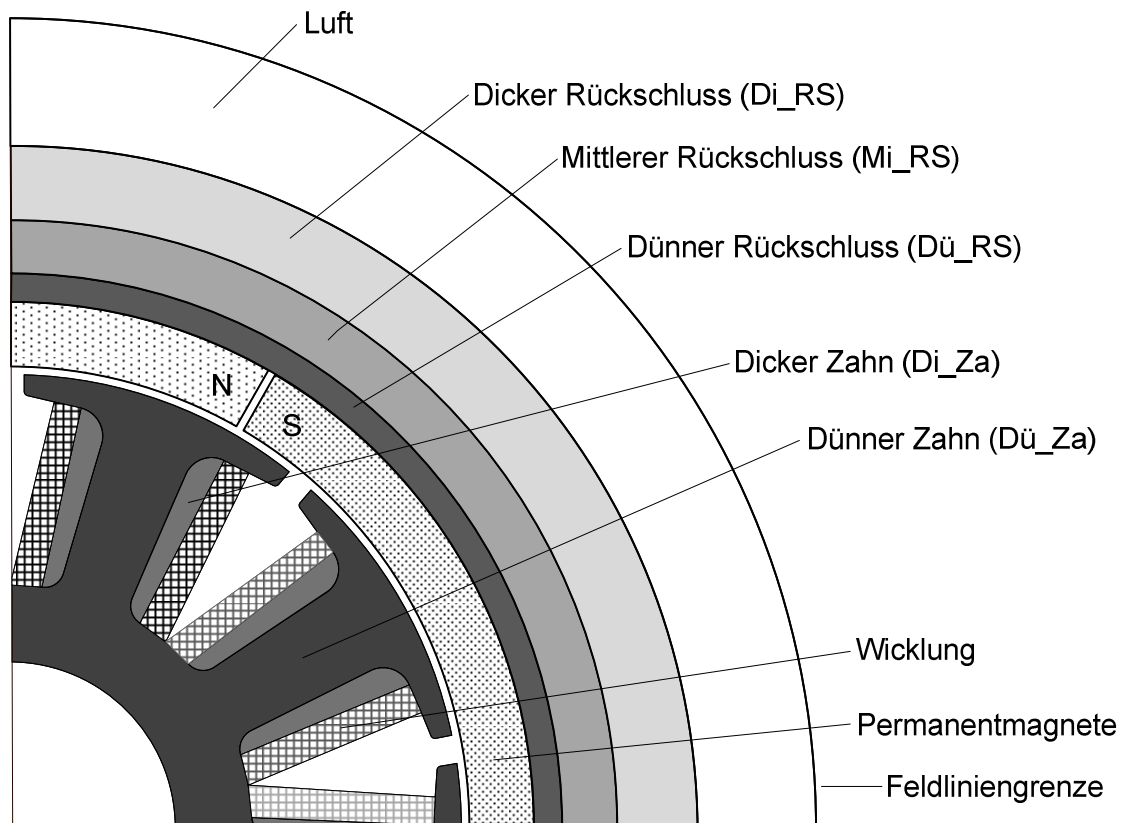 Luft
Dicker Rückschluss (Di_RS)
Mittlerer Rückschluss (Mi_RS)
Dünner Rückschluss (Dü_RS)
Dicker Zahn (Di_Za)
N
S
Dünner Zahn (Dü_Za)
Wicklung
Permanentmagnete
Feldliniengrenze